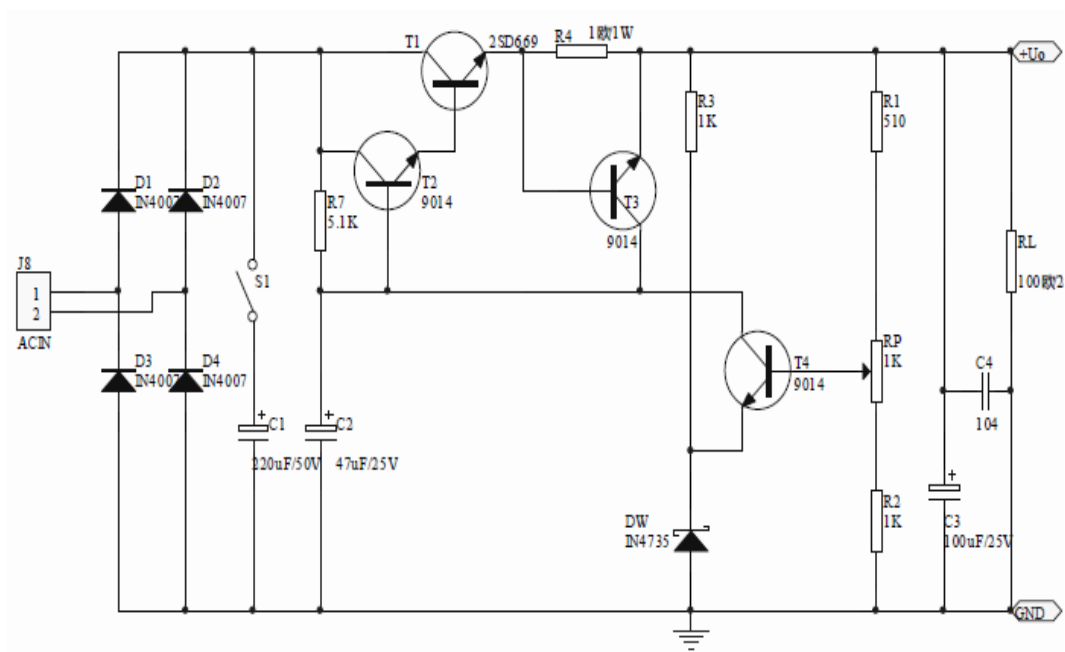 T1
2SD669
R4
1欧1W
+Uo
R3
1K
R1
510
D1
IN4007
D2
IN4007
R7
5.1K
T2
9014
T3
9014
RL
100欧2
J8
1
2
ACIN
S1
D3
IN4007
D4
IN4007
T4
9014
RP
1K
C4
104
+
C1
220uF/50V
+
C2
47uF/25V
DW
IN4735
R2
1K
+
C3
100uF/25V
GND